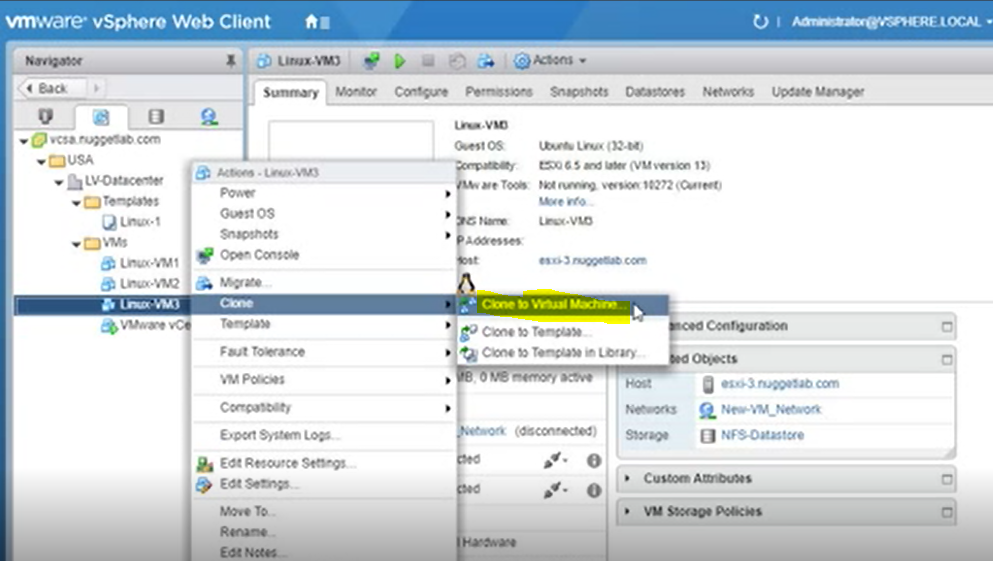 vmware® vSphere Web Client
Administrator@VSPHERE.LOCAL
Navigator
Back
vcsa.nuggetlab.com
USA
LV-Datacenter
Templates
Linux-1
VMs
Linux-VM1
Linux-VM2
Linux-VM3
VMware vCe
Linux-VM3
Actions
Summary Monitor Configure Permissions Snapshots Datastores Networks Update Manager
Linux-VM3
Guest OS: Ubuntu Linux (32-bit)
Compatibility: ESXi 6.5 and later (VM version 13)
VMware Tools: Not running, version:10272 (Current)
More info...
DNS Name: Linux-VM3
IP Addresses:
Host: esxi-3.nuggetlab.com
Actions - Linux-VM3
Power
Guest OS
Snapshots
Open Console
Migrate...
Clone
Template
Fault Tolerance
VM Policies
Compatibility
Export System Logs...
Edit Resource Settings...
Edit Settings...
Move To...
Rename...
Edit Notes...
Clone to Virtual Machine...
Clone to Template...
Clone to Template in Library...
MB, 0 MB memory active
_Network (disconnected)
cted
cted
l Hardware
anced Configuration
ted Objects
Host esxi-3.nuggetlab.com
Networks New-VM_Network
Storage NFS-Datastore
Custom Attributes
VM Storage Policies